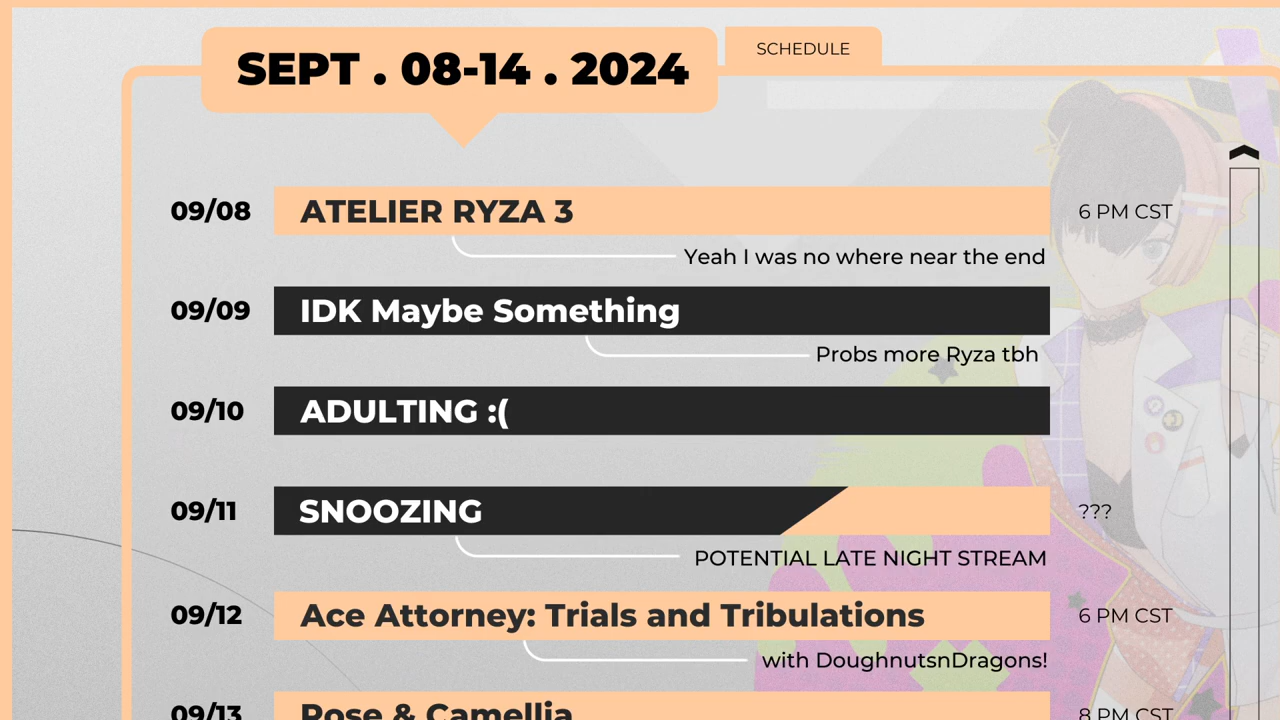 SEPT . 08-14 . 2024
SCHEDULE
09/08 ATELIER RYZA 3 6 PM CST
Yeah I was no where near the end
09/09 IDK Maybe Something
Probs more Ryza tbh
09/10 ADULTING :(
09/11 SNOOZING ???
POTENTIAL LATE NIGHT STREAM
09/12 Ace Attorney: Trials and Tribulations 6 PM CST
with DoughnutsnDragons!
09/13 Rose & Camellia 8 PM CST